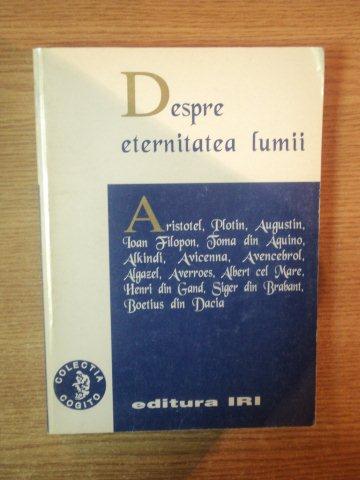 Despre
eternitatea lumii
Aristotel, Plotin, Augustin,
Ioan Filopon, Toma din Aquino,
Alkindi, Avicenna, Avencebrol,
Algazel, Averroes, Albert cel Mare,
Henri din Gand, Siger din Brabant,
Boetius din Dacia
COLECTIA
COGITO
editura IRI